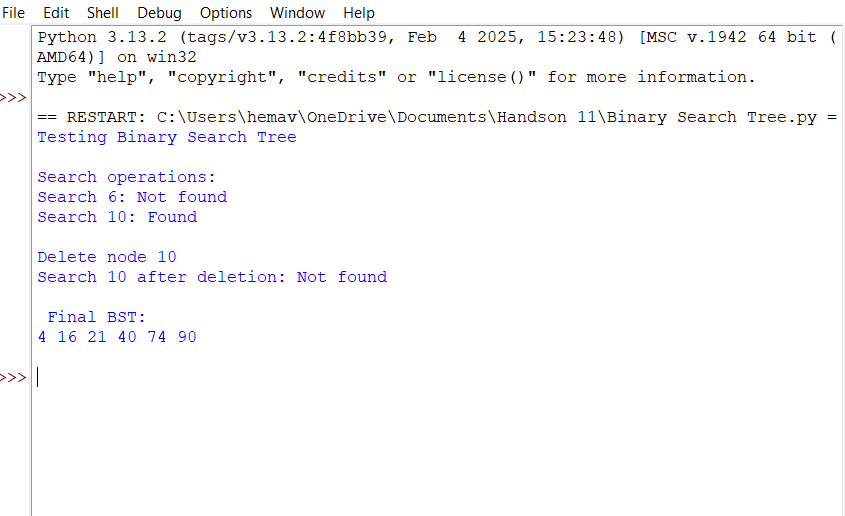 File Edit Shell Debug Options Window Help
Python 3.13.2 (tags/v3.13.2:4f8bb39, Feb  4 2025, 15:23:48) [MSC v.1942 64 bit (
AMD64)] on win32
Type "help", "copyright", "credits" or "license()" for more information.
>>>
== RESTART: C:\Users\hemav\OneDrive\Documents\Handson 11\Binary Search Tree.py =
Testing Binary Search Tree
Search operations:
Search 6: Not found
Search 10: Found
Delete node 10
Search 10 after deletion: Not found
Final BST:
4 16 21 40 74 90
>>>